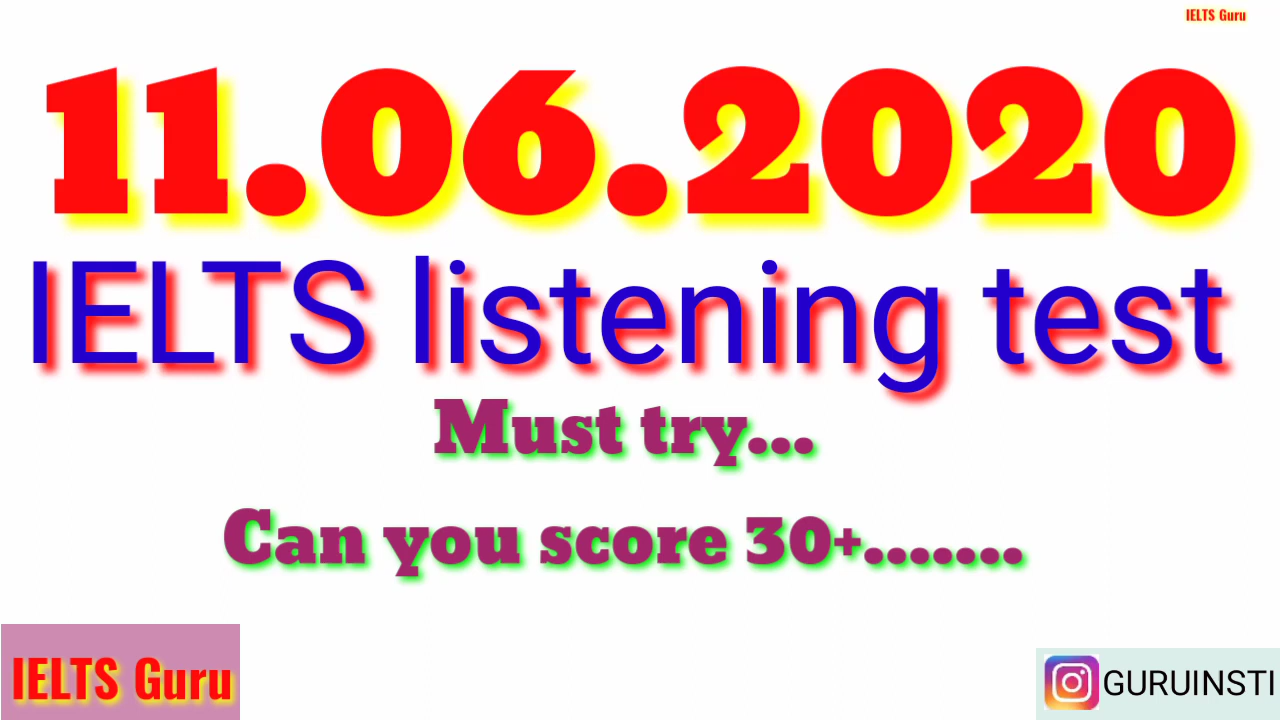 IELTS Guru
11.06.2020
IELTS listening test
Must try...
Can you score 30+.......
IELTS Guru
GURUINSTI